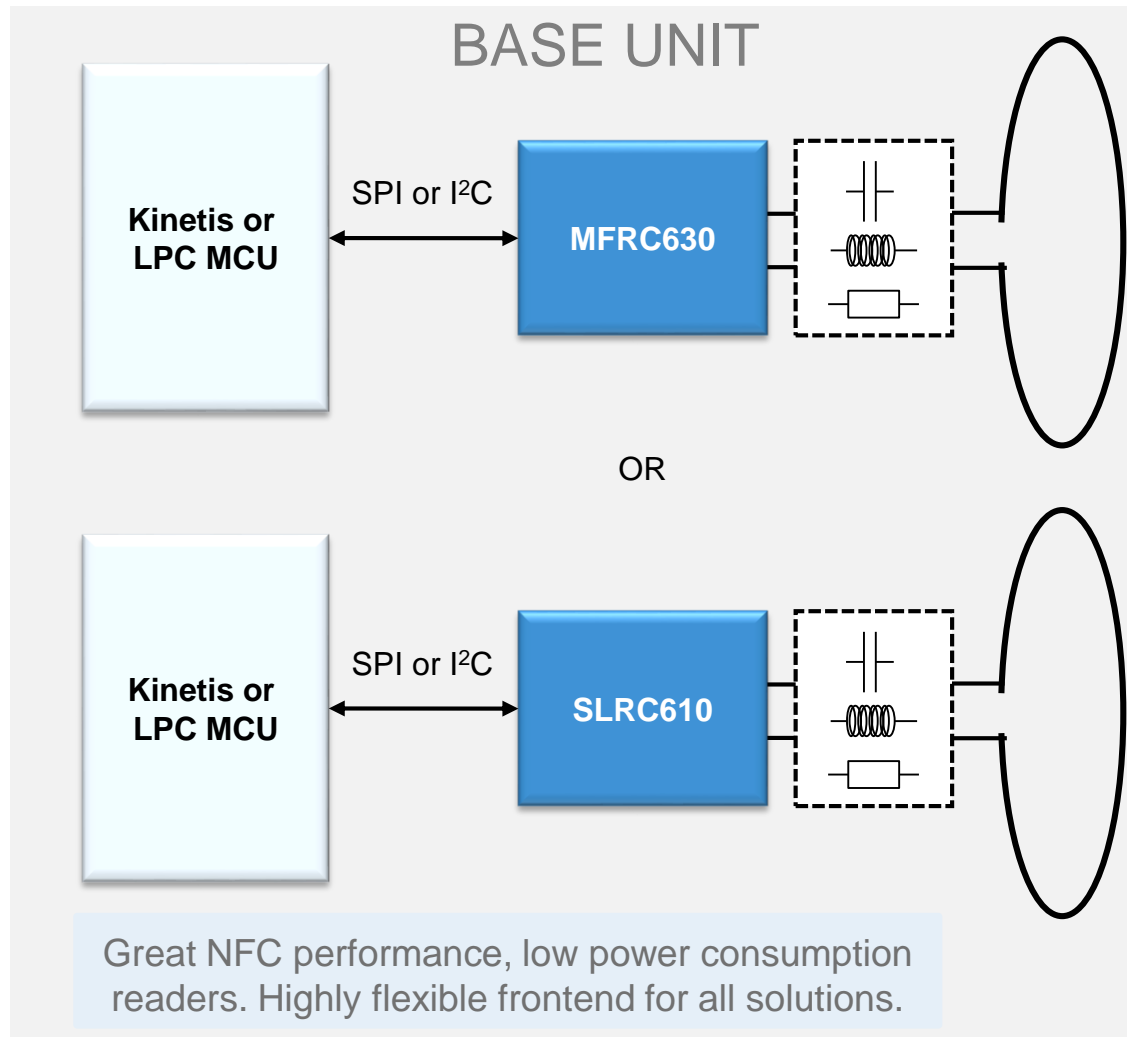 BASE UNIT
Kinetis or
LPC MCU
SPI or I²C
MFRC630
OR
Kinetis or
LPC MCU
SPI or I²C
SLRC610
Great NFC performance, low power consumption
readers. Highly flexible frontend for all solutions.